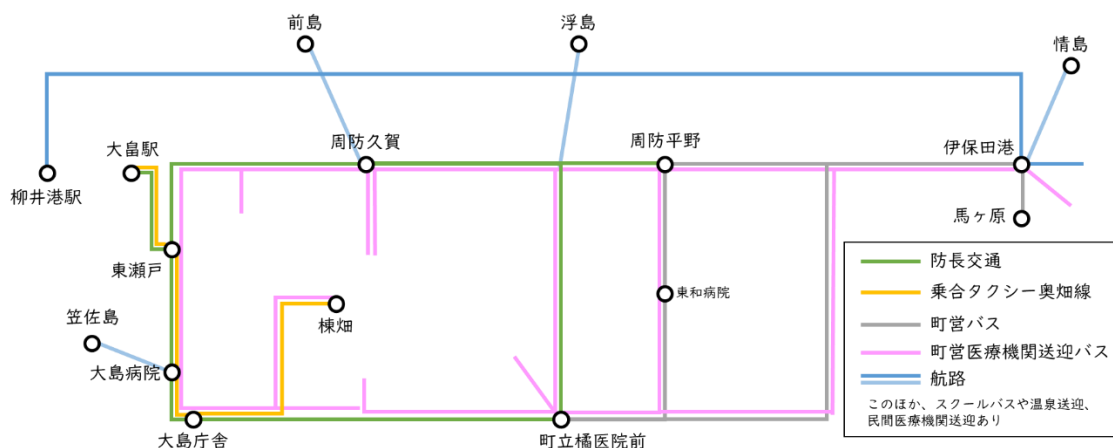 前島
浮島
情島
大畠駅
周防久賀
周防平野
伊保田港
柳井港駅
馬ヶ原
東瀬戸
東和病院
笠佐島
棟畑
大島病院
大島庁舎
町立橘医院前
防長交通
乗合タクシー奥畑線
町営バス
町営医療機関送迎バス
航路
このほか、スクールバスや温泉送迎、
民間医療機関送迎あり